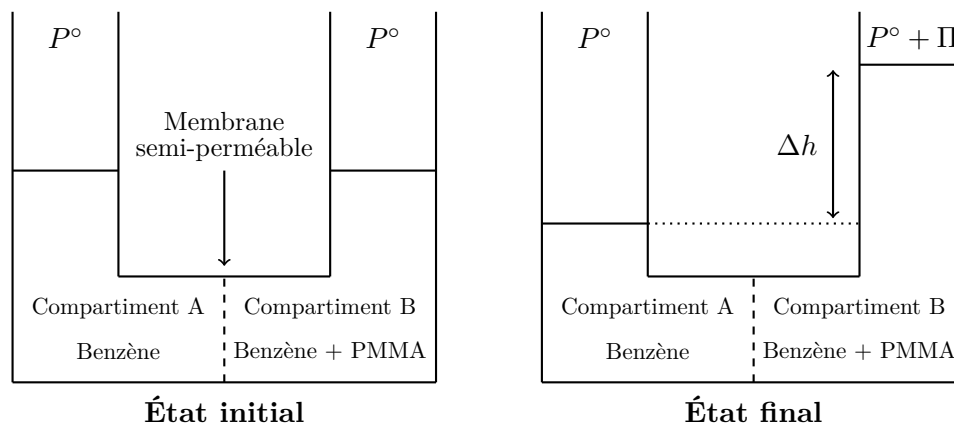 P°
P°
Membrane
semi-perméable
Compartiment A
Benzène
Compartiment B
Benzène + PMMA
État initial
P°
P° + Π
Δh
Compartiment A
Benzène
Compartiment B
Benzène + PMMA
État final